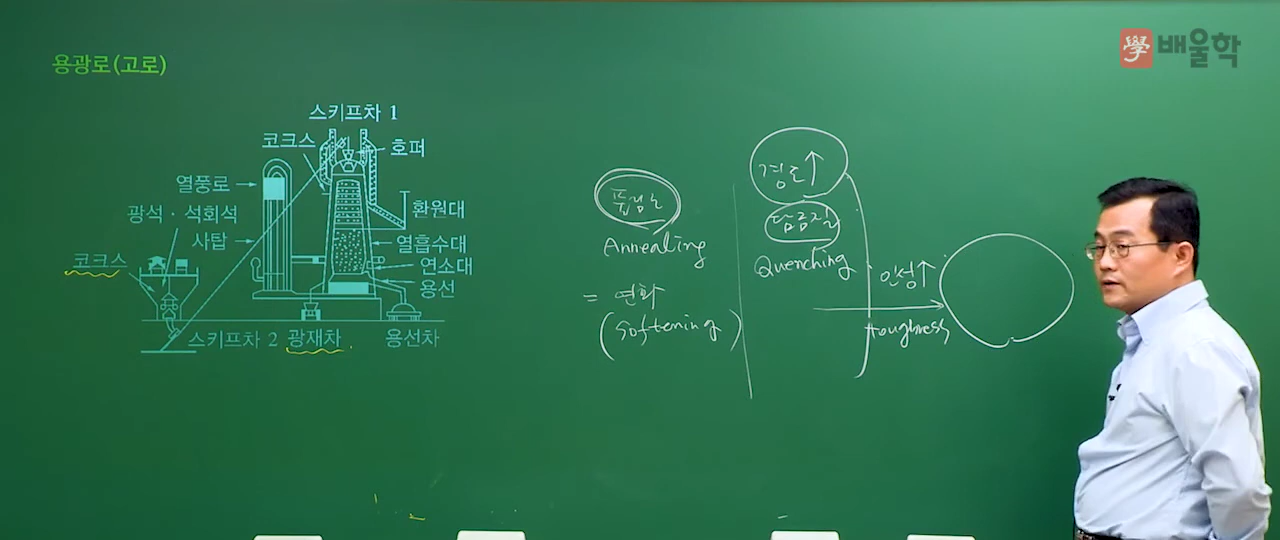 學 배울학
용광로(고로)
스키프차 1
코크스
호퍼
열풍로
광석·석회석
환원대
사탑
열흡수대
코크스
연소대
용선
스키프차 2
광재차
용선차
풀림은
Annealing
= 연화
(Softening)
경도↑
담금질
Quenching
인성↑
toughness